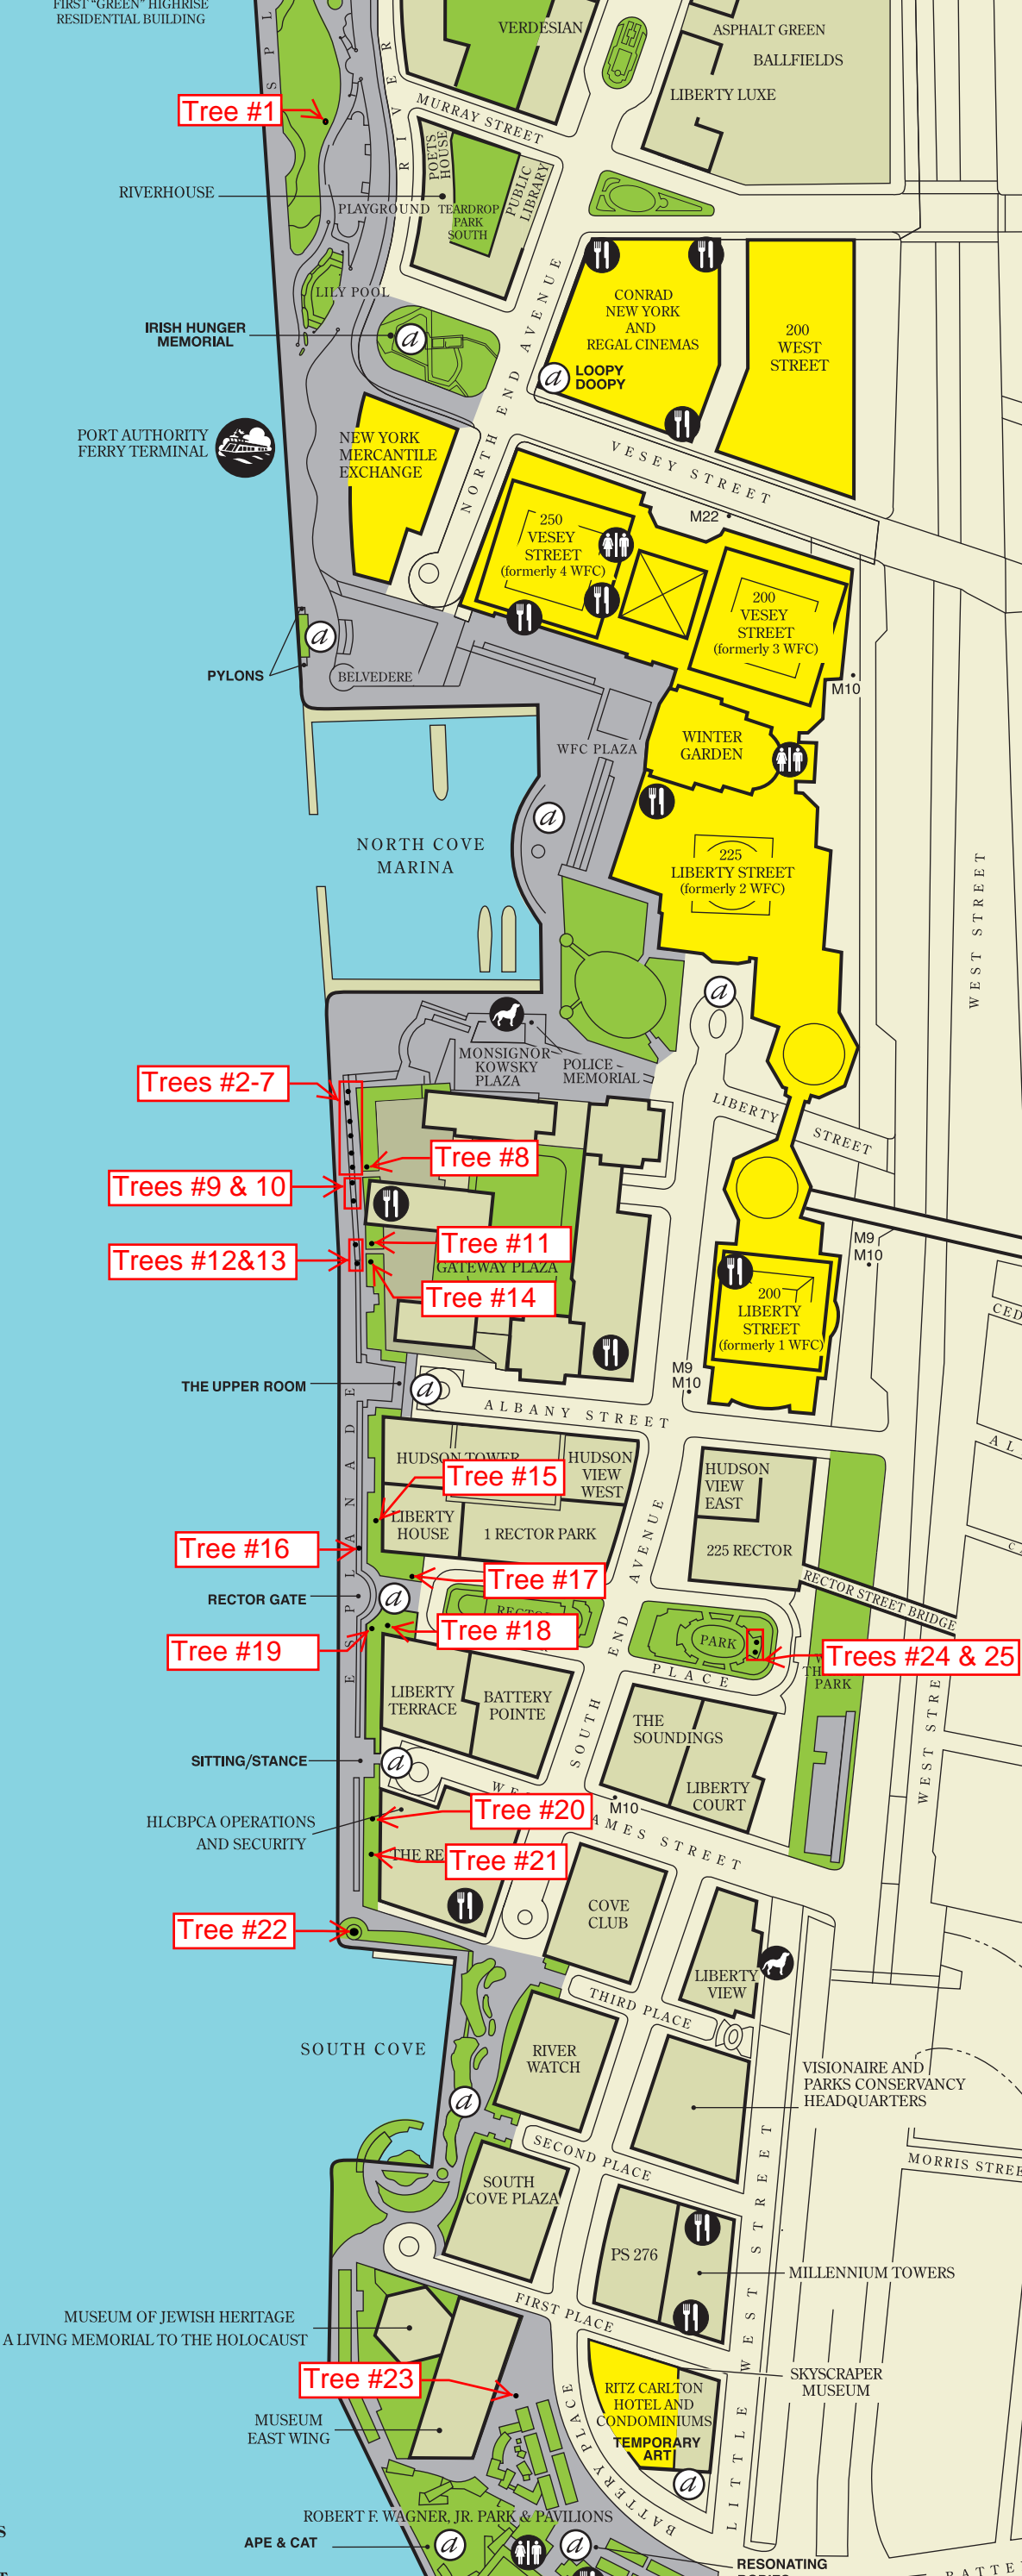 FIRST "GREEN" HIGHRISE
RESIDENTIAL BUILDING
VERDESIAN
ASPHALT GREEN
BALLFIELDS
LIBERTY LUXE
Tree #1
MURRAY STREET
POETS
HOUSE
PUBLIC
LIBRARY
RIVERHOUSE
PLAYGROUND
TEARDROP
PARK
SOUTH
LILY POOL
IRISH HUNGER
MEMORIAL
a
CONRAD
NEW YORK
AND
REGAL CINEMAS
200
WEST
STREET
a
LOOPY
DOOPY
NORTH END AVENUE
PORT AUTHORITY
FERRY TERMINAL
NEW YORK
MERCANTILE
EXCHANGE
VESEY STREET
M22
250
VESEY
STREET
(formerly 4 WFC)
200
VESEY
STREET
(formerly 3 WFC)
a
PYLONS
BELVEDERE
M10
WFC PLAZA
WINTER
GARDEN
a
NORTH COVE
MARINA
225
LIBERTY STREET
(formerly 2 WFC)
WEST STREET
a
MONSIGNOR
KOWSKY
PLAZA
POLICE
MEMORIAL
Trees #2-7
LIBERTY STREET
Tree #8
Trees #9 & 10
Tree #11
M9
M10
Trees #12&13
GATEWAY PLAZA
Tree #14
200
LIBERTY
STREET
(formerly 1 WFC)
CED
M9
M10
THE UPPER ROOM
a
ALBANY STREET
AL
ESPLANADE
HUDSON TOWER
HUDSON
VIEW
WEST
HUDSON
VIEW
EAST
Tree #15
LIBERTY
HOUSE
1 RECTOR PARK
225 RECTOR
Tree #16
Tree #17
RECTOR STREET BRIDGE
RECTOR GATE
a
RECTOR
PARK
Tree #18
Tree #19
Trees #24 & 25
PARK
PLACE
SOUTH END AVENUE
LIBERTY
TERRACE
BATTERY
POINTE
THE
SOUNDINGS
LIBERTY
COURT
WEST STRE
SITTING/STANCE
a
M10
Tree #20
HLCBPCA OPERATIONS
AND SECURITY
AMES STREET
THE RE
Tree #21
COVE
CLUB
Tree #22
LIBERTY
VIEW
THIRD PLACE
SOUTH COVE
RIVER
WATCH
VISIONAIRE AND
PARKS CONSERVANCY
HEADQUARTERS
a
SECOND PLACE
MORRIS STREE
SOUTH
COVE PLAZA
PS 276
MILLENNIUM TOWERS
FIRST PLACE
MUSEUM OF JEWISH HERITAGE
A LIVING MEMORIAL TO THE HOLOCAUST
Tree #23
SKYSCRAPER
MUSEUM
RITZ CARLTON
HOTEL AND
CONDOMINIUMS
TEMPORARY
ART
a
MUSEUM
EAST WING
BATTERY PLACE
LITTLE WEST STREET
ROBERT F. WAGNER, JR. PARK & PAVILIONS
APE & CAT
a
a
RESONATING
BATTE